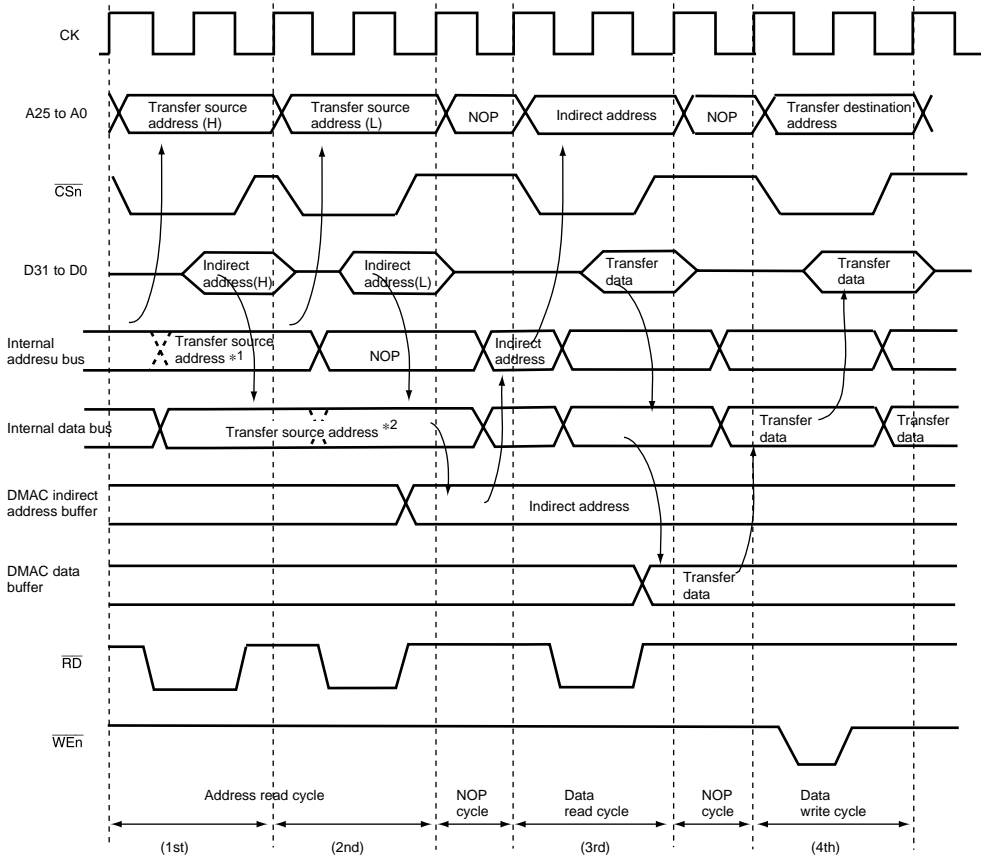 CK
A25 to A0
Transfer source
address (H)
Transfer source
address (L)
NOP
Indirect address
NOP
Transfer destination
address
CSn
D31 to D0
Indirect
address(H)
Indirect
address(L)
Transfer
data
Transfer
data
Internal
addresu bus
Transfer source
address *1
NOP
Indirect
address
Internal data bus
Transfer source address *2
Transfer
data
Transfer
data
DMAC indirect
address buffer
Indirect address
DMAC data
buffer
Transfer
data
RD
WEn
Address read cycle
NOP
cycle
Data
read cycle
NOP
cycle
Data
write cycle
(1st)
(2nd)
(3rd)
(4th)